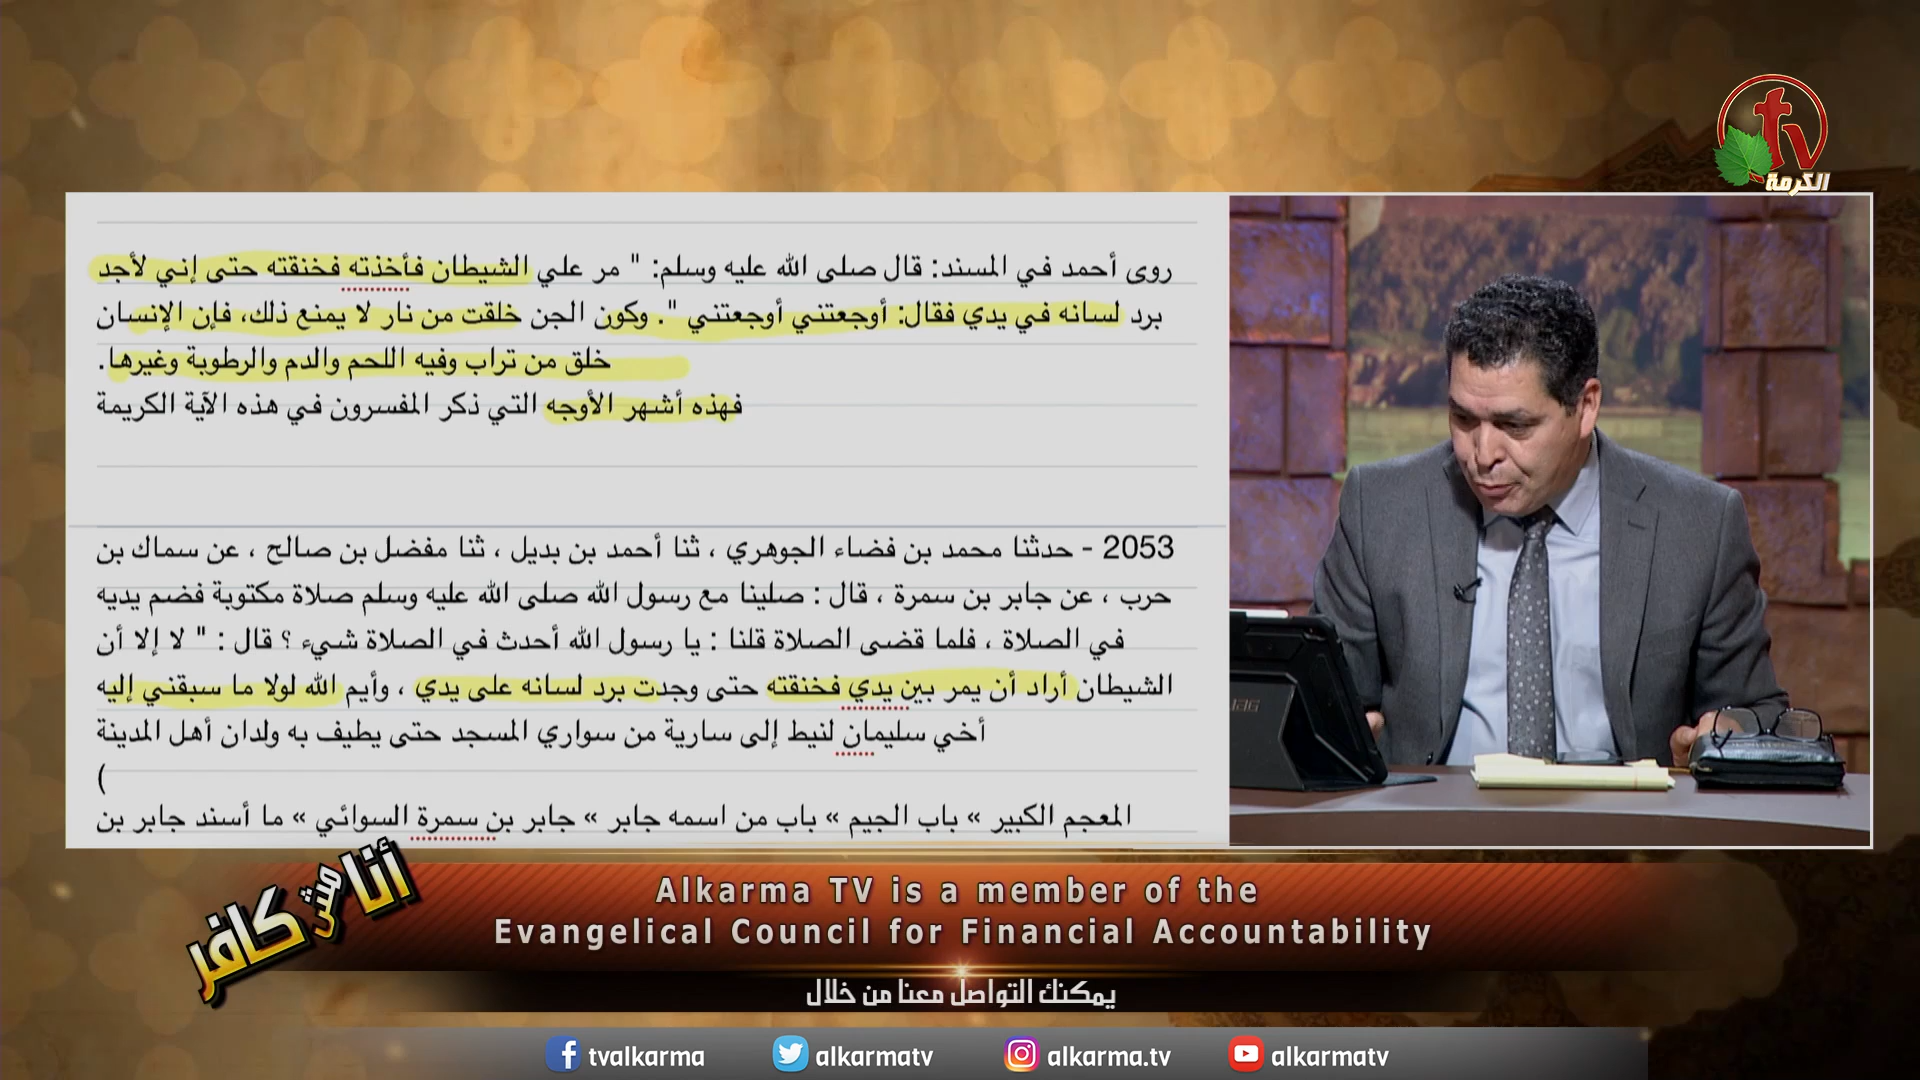 tv
الكرمة
روى أحمد في المسند: قال صلى الله عليه وسلم: " مر علي الشيطان فأخذته فخنقته حتى إني لأجد
برد لسانه في يدي فقال: أوجعتني أوجعتني ". وكون الجن خلقت من نار لا يمنع ذلك، فإن الإنسان
خلق من تراب وفيه اللحم والدم والرطوبة وغيرها.
فهذه أشهر الأوجه التي ذكر المفسرون في هذه الآية الكريمة
2053 - حدثنا محمد بن فضاء الجوهري ، ثنا أحمد بن بديل ، ثنا مفضل بن صالح ، عن سماك بن
حرب ، عن جابر بن سمرة ، قال : صلينا مع رسول الله صلى الله عليه وسلم صلاة مكتوبة فضم يديه
في الصلاة ، فلما قضى الصلاة قلنا : يا رسول الله أحدث في الصلاة شيء ؟ قال : " لا إلا أن
الشيطان أراد أن يمر بين يدي فخنقته حتى وجدت برد لسانه على يدي ، وأيم الله لولا ما سبقني إليه
أخي سليمان لنيط إلى سارية من سواري المسجد حتى يطيف به ولدان أهل المدينة
)
المعجم الكبير » باب الجيم » باب من اسمه جابر » جابر بن سمرة السوائي » ما أسند جابر بن
أنا مش كافر
Alkarma TV is a member of the
Evangelical Council for Financial Accountability
يمكنك التواصل معنا من خلال
tvalkarma
alkarmatv
alkarma.tv
alkarmatv